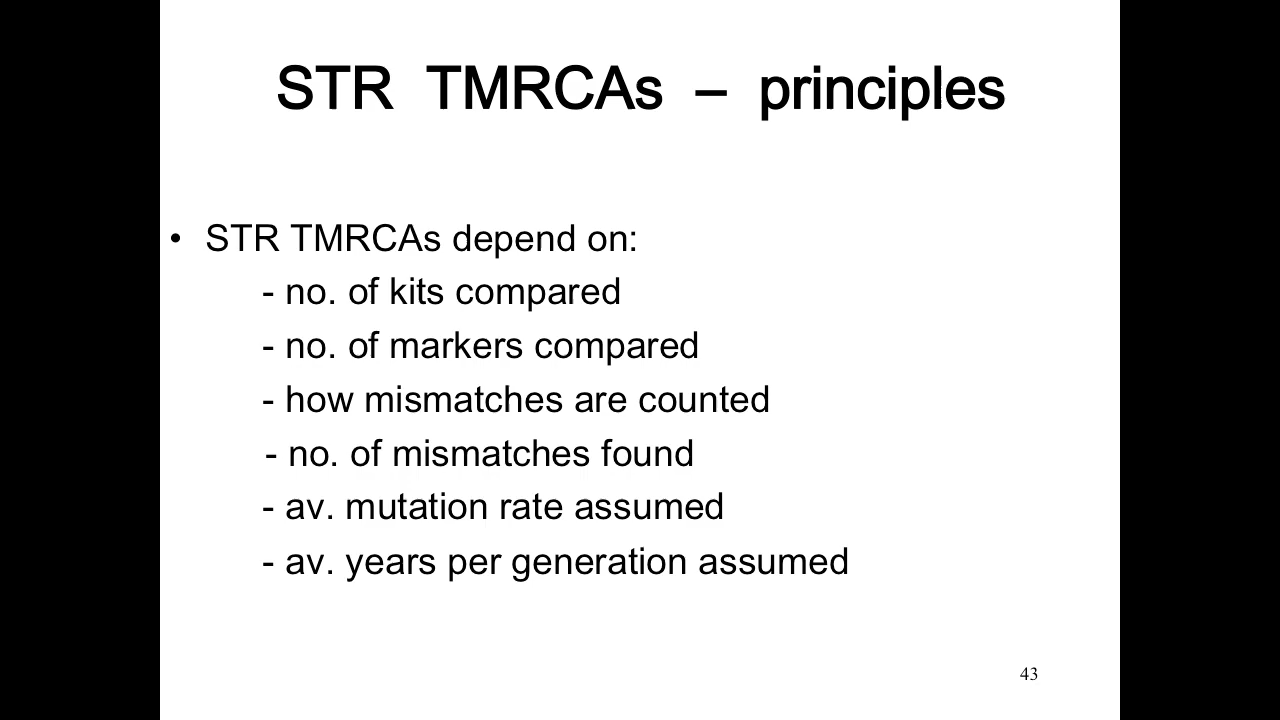 STR TMRCAs – principles
• STR TMRCAs depend on:
- no. of kits compared
- no. of markers compared
- how mismatches are counted
- no. of mismatches found
- av. mutation rate assumed
- av. years per generation assumed
43